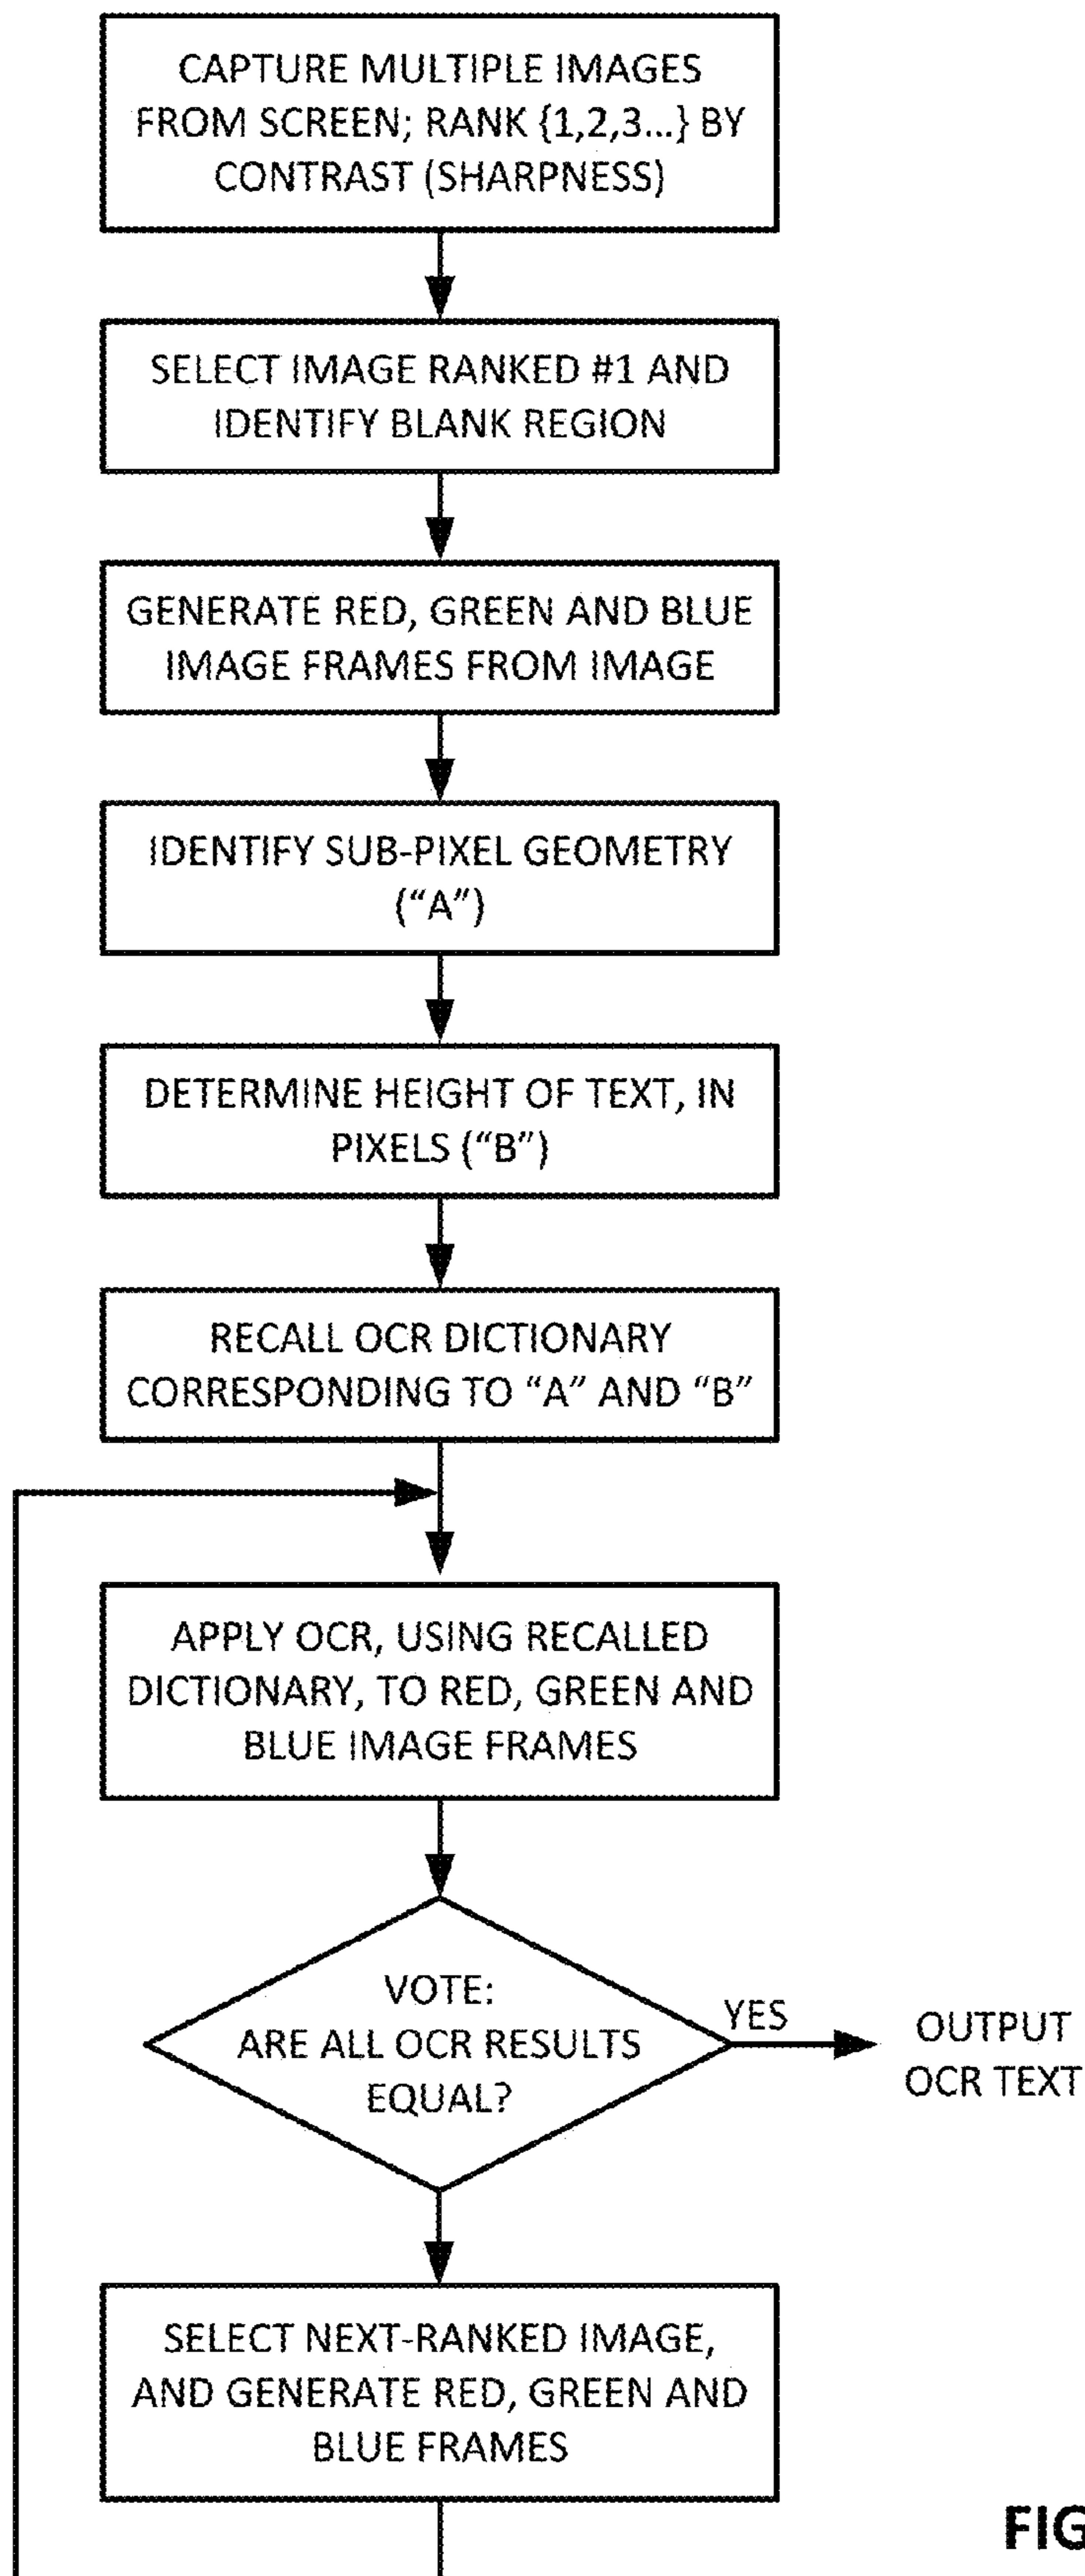 CAPTURE MULTIPLE IMAGES
FROM SCREEN; RANK {1,2,3...} BY
CONTRAST (SHARPNESS)
SELECT IMAGE RANKED #1 AND
IDENTIFY BLANK REGION
GENERATE RED, GREEN AND BLUE
IMAGE FRAMES FROM IMAGE
IDENTIFY SUB-PIXEL GEOMETRY
("A")
DETERMINE HEIGHT OF TEXT, IN
PIXELS ("B")
RECALL OCR DICTIONARY
CORRESPONDING TO "A" AND "B"
APPLY OCR, USING RECALLED
DICTIONARY, TO RED, GREEN AND
BLUE IMAGE FRAMES
VOTE:
ARE ALL OCR RESULTS
EQUAL?
YES
OUTPUT
OCR TEXT
SELECT NEXT-RANKED IMAGE,
AND GENERATE RED, GREEN AND
BLUE FRAMES
FIG